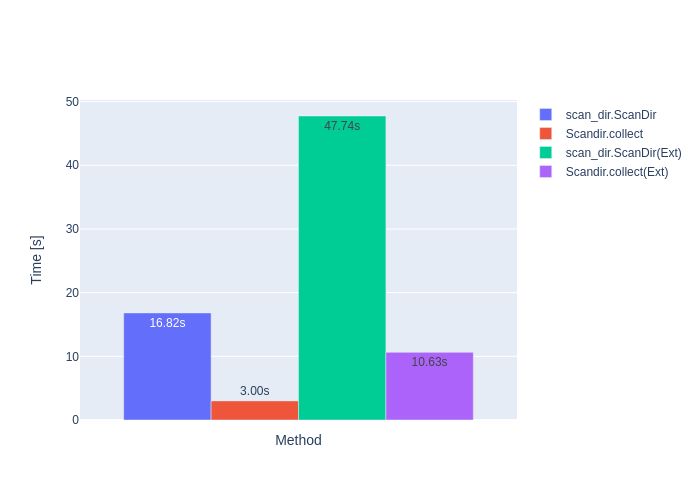 50
40
30
20
10
0
Time [s]
16.82s
3.00s
47.74s
10.63s
Method
scan_dir.ScanDir
Scandir.collect
scan_dir.ScanDir(Ext)
Scandir.collect(Ext)